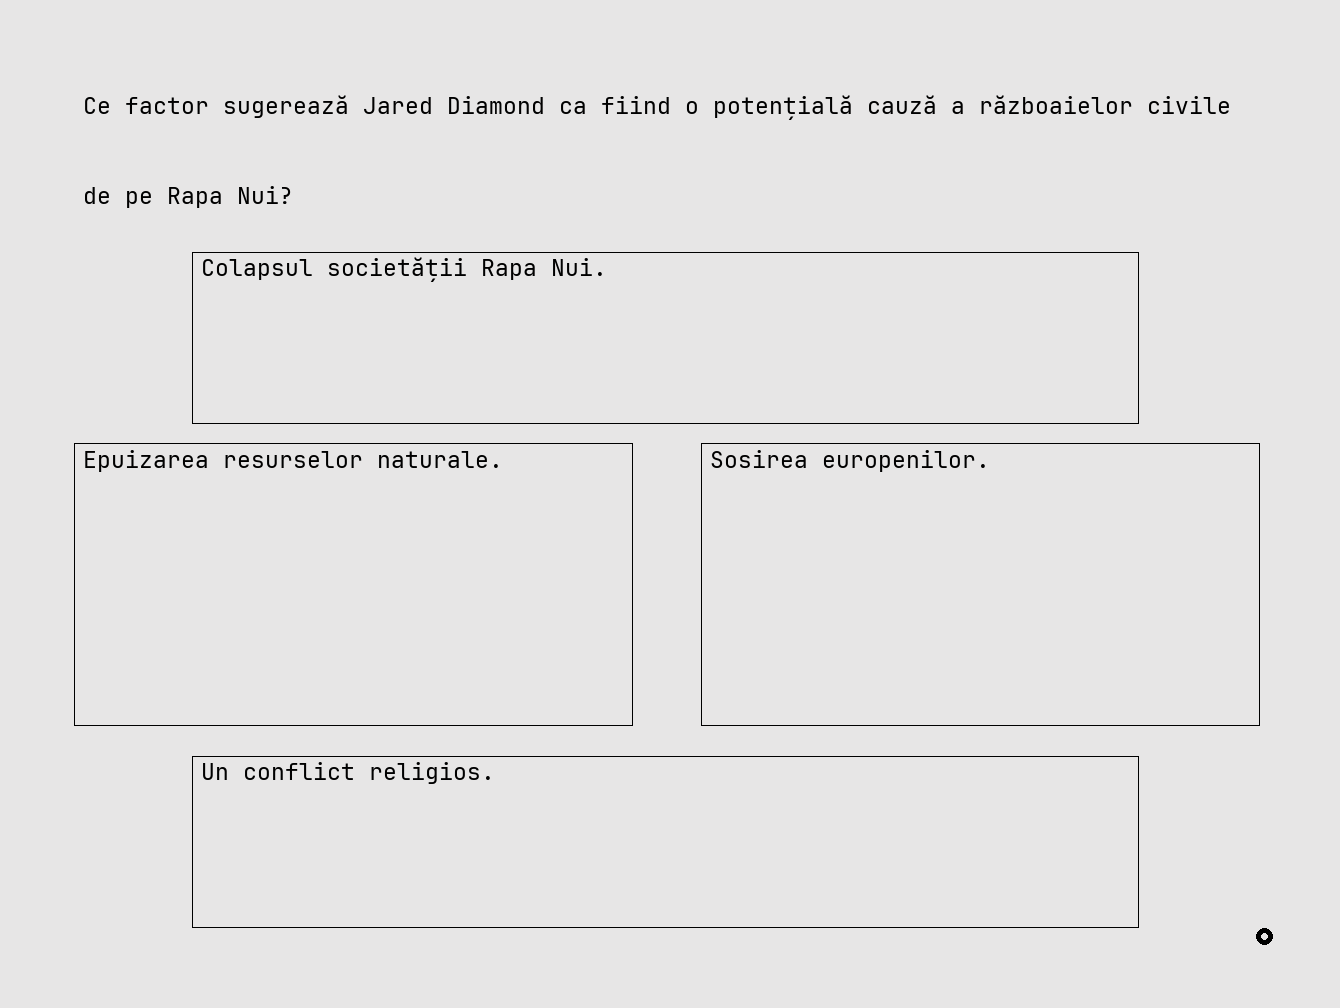 Ce factor sugerează Jared Diamond ca fiind o potențială cauză a războaielor civile
de pe Rapa Nui?
Colapsul societății Rapa Nui.
Epuizarea resurselor naturale.
Sosirea europenilor.
Un conflict religios.